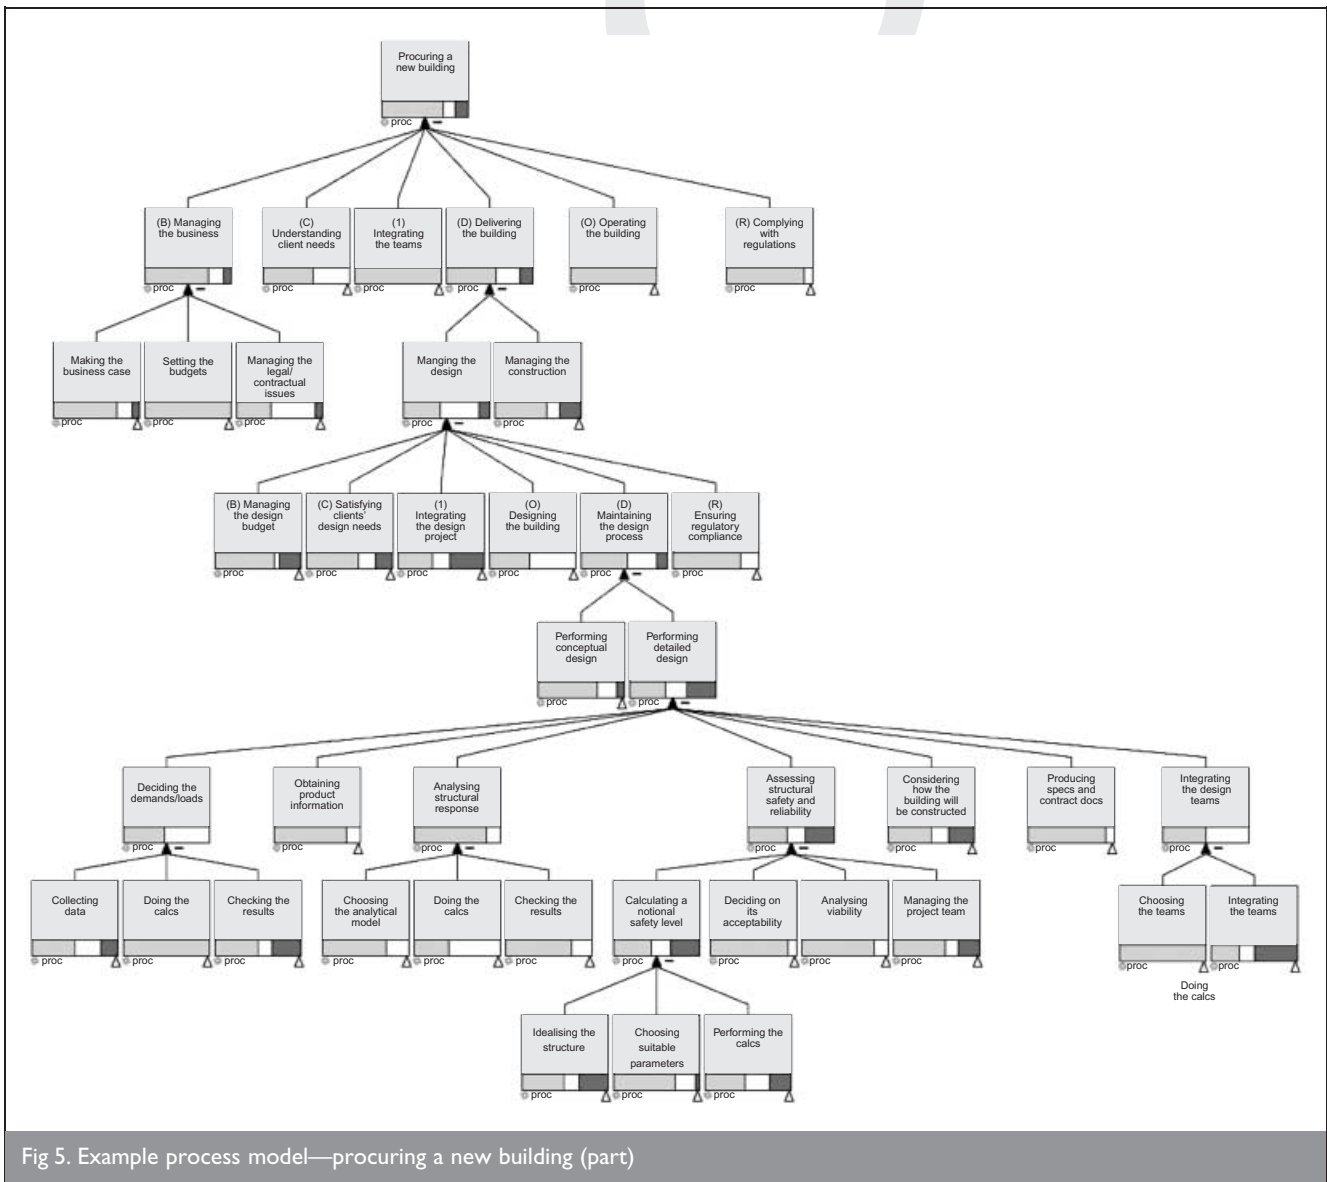 Procuring a
new building
proc
(B) Managing
the business
(C)
Understanding
client needs
(1)
Integrating
the teams
(D) Delivering
the building
(O) Operating
the building
(R) Complying
with
regulations
proc
proc
proc
proc
proc
proc
Making the
business case
Setting the
budgets
Managing the
legal/
contractual
issues
Manging the
design
Managing the
construction
proc
proc
proc
proc
proc
(B) Managing
the design
budget
(C) Satisfying
clients'
design needs
(1)
Integrating
the design
project
(O)
Designing
the building
(D)
Maintaining
the design
process
(R)
Ensuring
regulatory
compliance
proc
proc
proc
proc
proc
proc
Performing
conceptual
design
Performing
detailed
design
proc
proc
Deciding the
demands/loads
Obtaining
product
information
Analysing
structural
response
Assessing
structural
safety and
reliability
Considering
how the
building will
be constructed
Producing
specs and
contract docs
Integrating
the design
teams
proc
proc
proc
proc
proc
proc
proc
Collecting
data
Doing the
calcs
Checking the
results
Choosing
the analytical
model
Doing the
calcs
Checking the
results
Calculating a
notional
safety level
Deciding on
its
acceptability
Analysing
viability
Managing the
project team
Choosing
the teams
Integrating
the teams
proc
proc
proc
proc
proc
proc
proc
proc
proc
proc
proc
proc
Doing
the calcs
Idealising the
structure
Choosing
suitable
parameters
Performing the
calcs
proc
proc
proc
Fig 5. Example process model—procuring a new building (part)